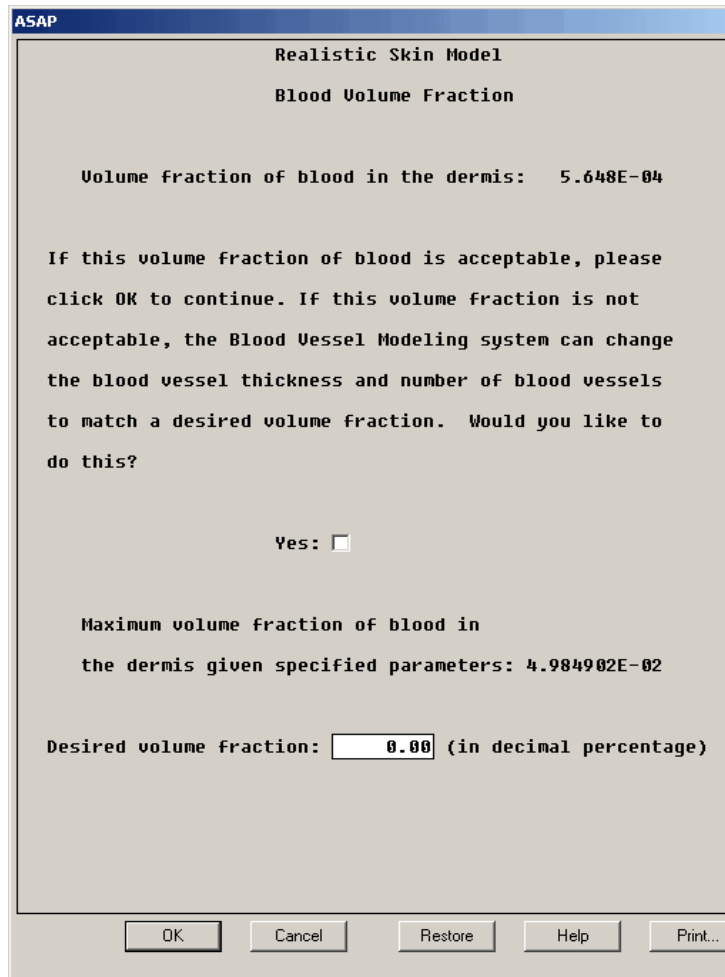 ASAP
Realistic Skin Model
Blood Volume Fraction
Volume fraction of blood in the dermis: 5.648E-04
If this volume fraction of blood is acceptable, please
click OK to continue. If this volume fraction is not
acceptable, the Blood Vessel Modeling system can change
the blood vessel thickness and number of blood vessels
to match a desired volume fraction. Would you like to
do this?
Yes:
Maximum volume fraction of blood in
the dermis given specified parameters: 4.984902E-02
Desired volume fraction: 0.00 (in decimal percentage)
OK Cancel Restore Help Print...